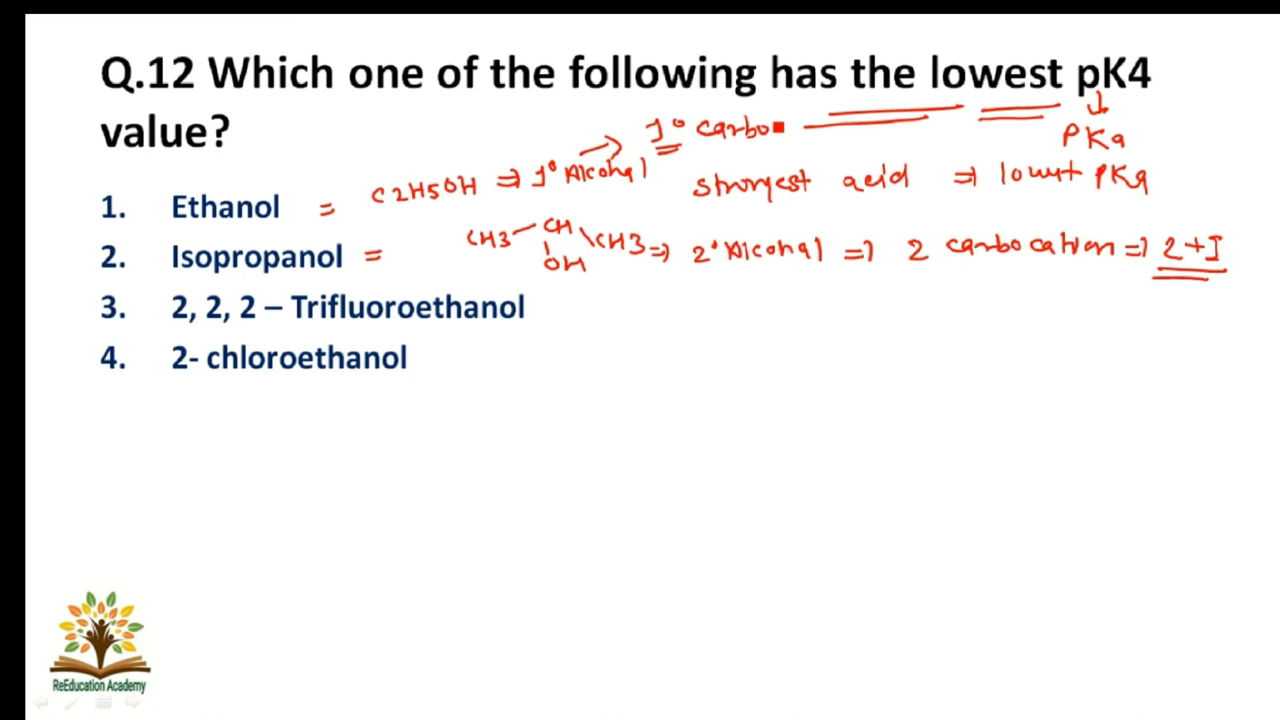 Q.12 Which one of the following has the lowest pK4
value?
1° carbo
PKa
1. Ethanol = C2H5OH ⇒ 1° Alcohal
strongest acid ⇒ lowest PKa
2. Isopropanol = CH3 CH CH3 ⇒ 2° Alcohal ⇒ 2 carbocation ⇒ 2 +I
OH
3. 2, 2, 2 – Trifluoroethanol
4. 2- chloroethanol
ReEducation Academy